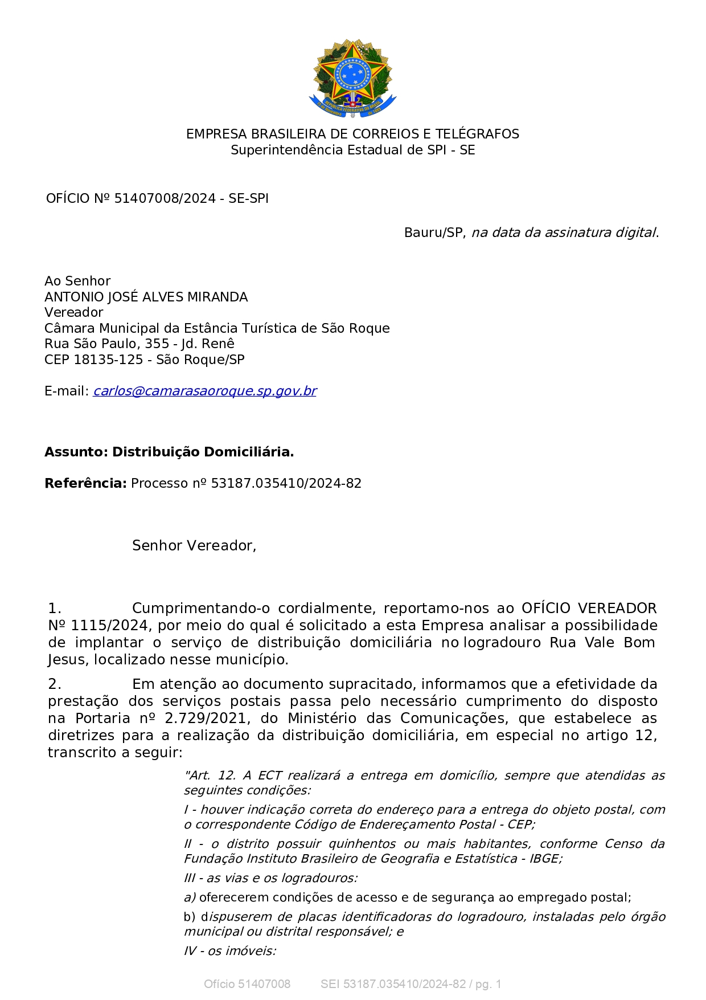 REPÚBLICA FEDERATIVA DO BRASIL
15 de Novembro
de 1889
EMPRESA BRASILEIRA DE CORREIOS E TELÉGRAFOS
Superintendência Estadual de SPI - SE
OFÍCIO Nº 51407008/2024 - SE-SPI
Bauru/SP, na data da assinatura digital.
Ao Senhor
ANTONIO JOSÉ ALVES MIRANDA
Vereador
Câmara Municipal da Estância Turística de São Roque
Rua São Paulo, 355 - Jd. Renê
CEP 18135-125 - São Roque/SP
E-mail: carlos@camarasaoroque.sp.gov.br
Assunto: Distribuição Domiciliária.
Referência: Processo nº 53187.035410/2024-82
Senhor Vereador,
1. Cumprimentando-o cordialmente, reportamo-nos ao OFÍCIO VEREADOR
Nº 1115/2024, por meio do qual é solicitado a esta Empresa analisar a possibilidade
de implantar o serviço de distribuição domiciliária no logradouro Rua Vale Bom
Jesus, localizado nesse município.
2. Em atenção ao documento supracitado, informamos que a efetividade da
prestação dos serviços postais passa pelo necessário cumprimento do disposto
na Portaria nº 2.729/2021, do Ministério das Comunicações, que estabelece as
diretrizes para a realização da distribuição domiciliária, em especial no artigo 12,
transcrito a seguir:
"Art. 12. A ECT realizará a entrega em domicílio, sempre que atendidas as
seguintes condições:
I - houver indicação correta do endereço para a entrega do objeto postal, com
o correspondente Código de Endereçamento Postal - CEP;
II - o distrito possuir quinhentos ou mais habitantes, conforme Censo da
Fundação Instituto Brasileiro de Geografia e Estatística - IBGE;
III - as vias e os logradouros:
a) oferecerem condições de acesso e de segurança ao empregado postal;
b) dispuserem de placas identificadoras do logradouro, instaladas pelo órgão
municipal ou distrital responsável; e
IV - os imóveis:
Ofício 51407008 SEI 53187.035410/2024-82 / pg. 1